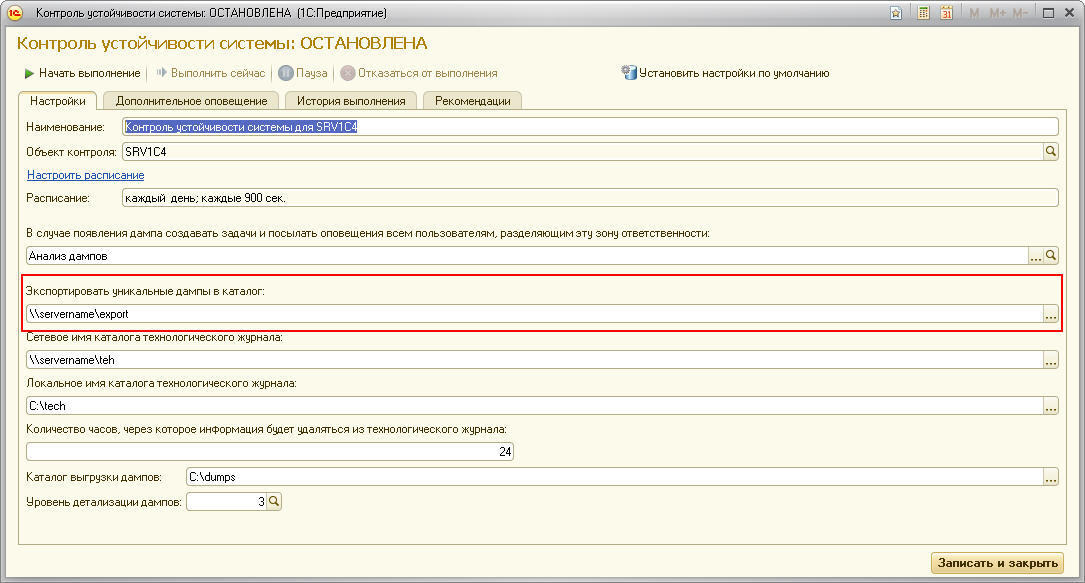 Контроль устойчивости системы: ОСТАНОВЛЕНА (1С:Предприятие)
M M+ M-
Контроль устойчивости системы: ОСТАНОВЛЕНА
Начать выполнение Выполнить сейчас Пауза Отказаться от выполнения Установить настройки по умолчанию
Настройки Дополнительное оповещение История выполнения Рекомендации
Наименование: Контроль устойчивости системы для SRV1C4
Объект контроля: SRV1C4
Настроить расписание
Расписание: каждый день; каждые 900 сек.
В случае появления дампа создавать задачи и посылать оповещения всем пользователям, разделяющим эту зону ответственности:
Анализ дампов ...
Экспортировать уникальные дампы в каталог:
\\servername\export ...
Сетевое имя каталога технологического журнала:
\\servername\teh ...
Локальное имя каталога технологического журнала:
C:\tech ...
Количество часов, через которое информация будет удаляться из технологического журнала:
24
Каталог выгрузки дампов: C:\dumps ...
Уровень детализации дампов: 3
Записать и закрыть